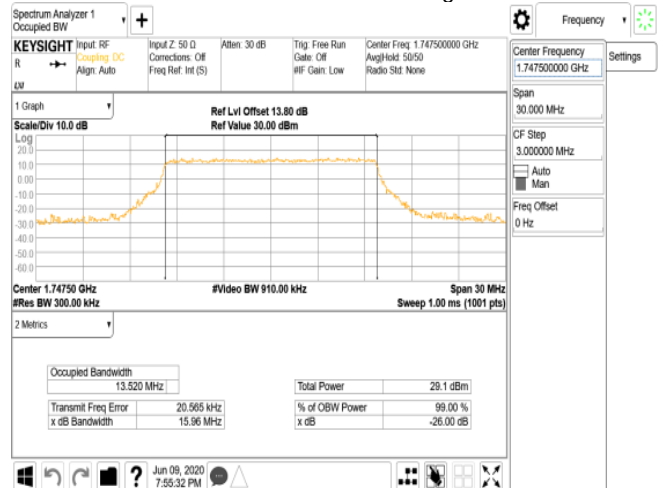 Spectrum Analyzer 1
Occupied BW
Frequency
KEYSIGHT
R
Input: RF
Coupling: DC
Align: Auto
Input Z: 50 Ω
Corrections: Off
Freq Ref: Int (S)
Atten: 30 dB
Trig: Free Run
Gate: Off
#IF Gain: Low
Center Freq: 1.747500000 GHz
Avg|Hold: 50/50
Radio Std: None
Center Frequency
1.747500000 GHz
Settings
Span
30.000 MHz
CF Step
3.000000 MHz
Auto
Man
Freq Offset
0 Hz
1 Graph
Scale/Div 10.0 dB
Ref Lvl Offset 13.80 dB
Ref Value 30.00 dBm
Log
20.0
10.0
0.00
-10.0
-20.0
-30.0
-40.0
-50.0
-60.0
Center 1.74750 GHz
#Video BW 910.00 kHz
Span 30 MHz
#Res BW 300.00 kHz
Sweep 1.00 ms (1001 pts)
2 Metrics
Occupied Bandwidth
13.520 MHz
Total Power 29.1 dBm
Transmit Freq Error 20.565 kHz
% of OBW Power 99.00 %
x dB Bandwidth 15.96 MHz
x dB -26.00 dB
?
Jun 09, 2020
7:55:32 PM